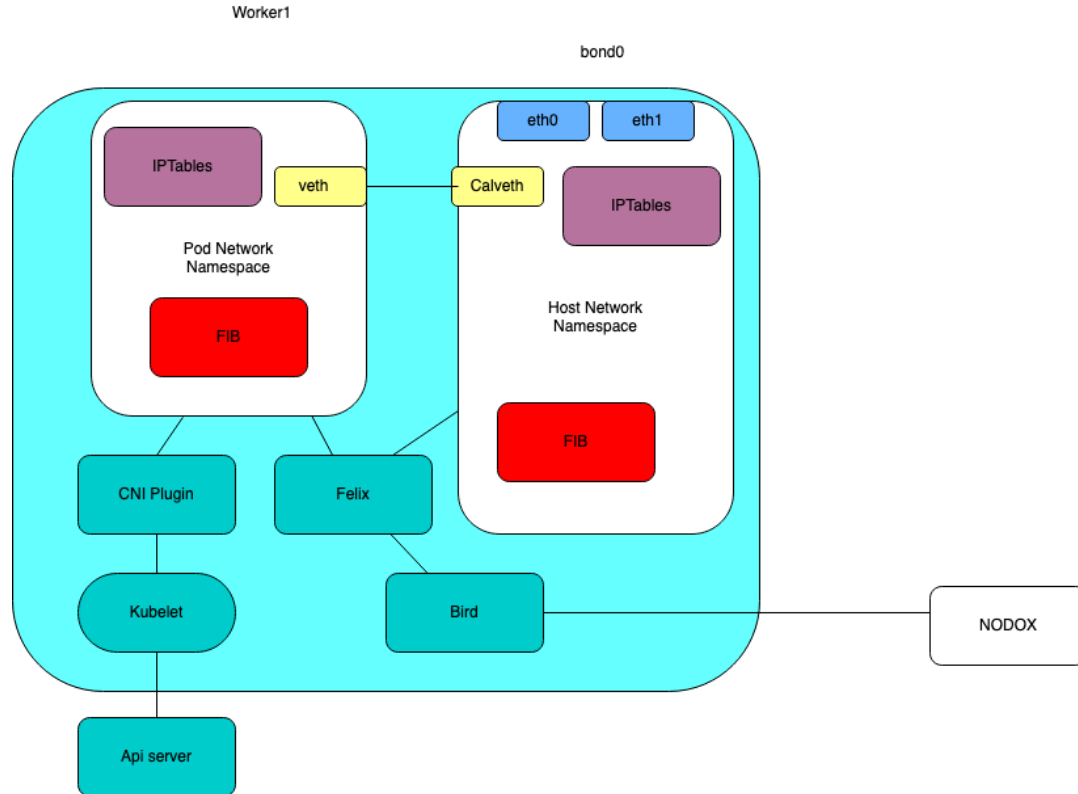 Worker1
bond0
eth0
eth1
IPTables
veth
Calveth
IPTables
Pod Network
Namespace
Host Network
Namespace
FIB
FIB
CNI Plugin
Felix
Kubelet
Bird
NODOX
Api server